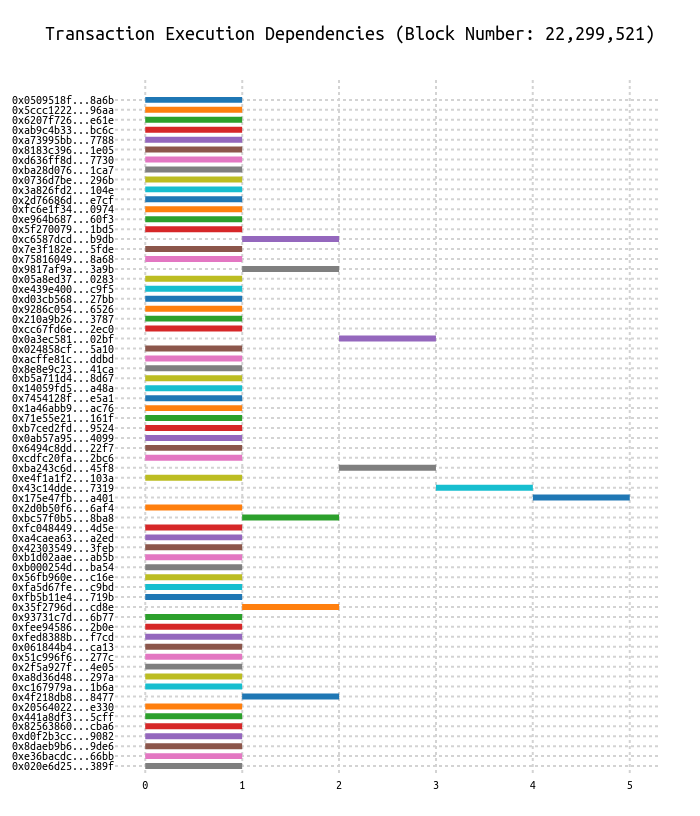 Transaction Execution Dependencies (Block Number: 22,299,521)
0x0509518f...8a6b
0x5ccc1222...96aa
0x6207f726...e61e
0xab9c4b33...bc6c
0xa73995bb...7788
0x8183c396...1e05
0xd636ff8d...7730
0xba28d076...1ca7
0x0736d7be...296b
0x3a826fd2...104e
0x2d76686d...e7cf
0xfc6e1f34...0974
0xe964b687...60f3
0x5f270079...1bd5
0xc6587dcd...b9db
0x7e3f182e...5fde
0x75816049...8a68
0x9817af9a...3a9b
0x05a8ed37...0283
0xe439e400...c9f5
0xd03cb568...27bb
0x9286c054...6526
0x210a9b26...3787
0xcc67fd6e...2ec0
0x0a3ec581...02bf
0x024858cf...5a10
0xacffe81c...ddbd
0x8e8e9c23...41ca
0xb5a711d4...8d67
0x14059fd5...a48a
0x7454128f...e5a1
0x1a46abb9...ac76
0x71e55e21...161f
0xb7ced2fd...9524
0x0ab57a95...4099
0x6494c8dd...22f7
0xcdfc20fa...2bc6
0xba243c6d...45f8
0xe4f1a1f2...103a
0x43c14dde...7319
0x175e47fb...a401
0x2d0b50f6...6af4
0xbc57f0b5...8ba8
0xfc048449...4d5e
0xa4caea63...a2ed
0x42303549...3feb
0xb1d02aae...ab5b
0xb000254d...ba54
0x56fb960e...c16e
0xfa5d67fe...c9bd
0xfb5b11e4...719b
0x35f2796d...cd8e
0x93731c7d...6b77
0xfee94586...2b0e
0xfed8388b...f7cd
0x061844b4...ca13
0x51c996f6...277c
0x2f5a927f...4e05
0xa8d36d48...297a
0xc167979a...1b6a
0x4f218db8...8477
0x20564022...e330
0x441a8df3...5cff
0x82563860...cba6
0xd0f2b3cc...9082
0x8daeb9b6...9de6
0xe36bacdc...66bb
0x020e6d25...389f
0 1 2 3 4 5